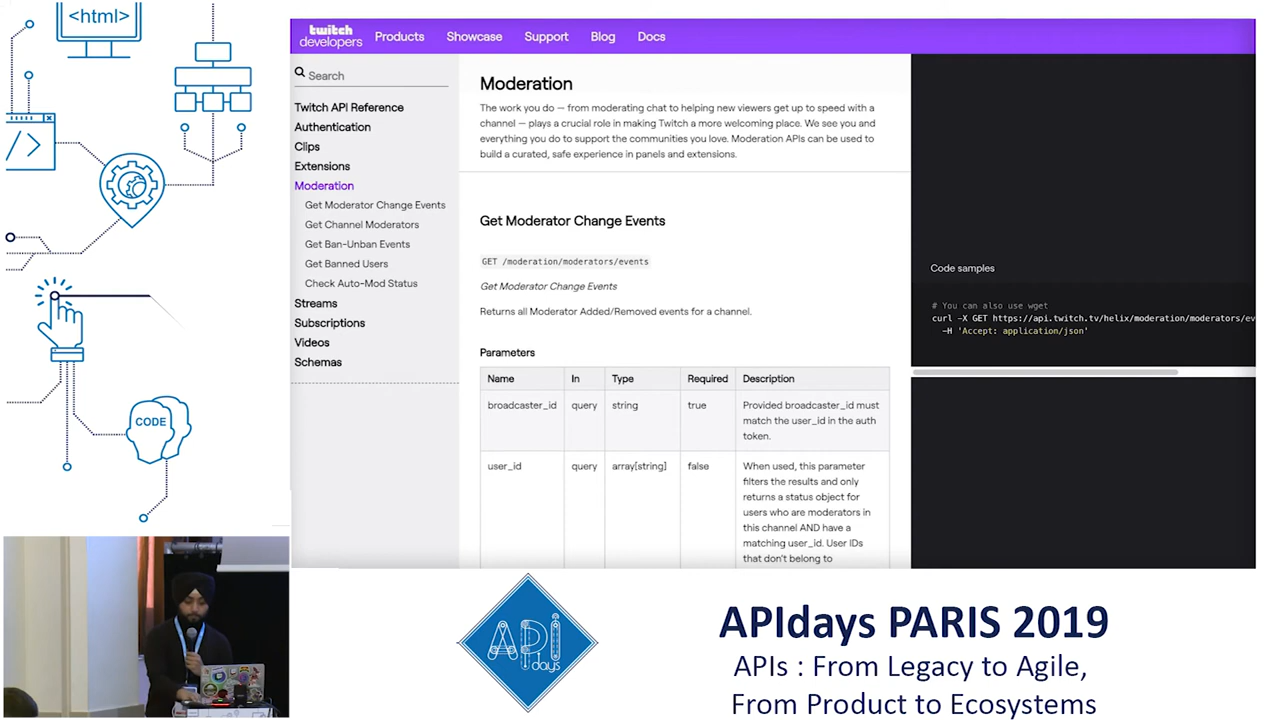 <html>
</>
CODE
twitch
developers
Products
Showcase
Support
Blog
Docs
Search
Twitch API Reference
Authentication
Clips
Extensions
Moderation
Get Moderator Change Events
Get Channel Moderators
Get Ban-Unban Events
Get Banned Users
Check Auto-Mod Status
Streams
Subscriptions
Videos
Schemas
Moderation
The work you do — from moderating chat to helping new viewers get up to speed with a
channel — plays a crucial role in making Twitch a more welcoming place. We see you and
everything you do to support the communities you love. Moderation APIs can be used to
build a curated, safe experience in panels and extensions.
Get Moderator Change Events
GET /moderation/moderators/events
Get Moderator Change Events
Returns all Moderator Added/Removed events for a channel.
Parameters
Name In Type Required Description
broadcaster_id query string true Provided broadcaster_id must
match the user_id in the auth
token.
user_id query array[string] false When used, this parameter
filters the results and only
returns a status object for
users who are moderators in
this channel AND have a
matching user_id. User IDs
that don't belong to
Code samples
# You can also use wget
curl -X GET https://api.twitch.tv/helix/moderation/moderators/ev
-H 'Accept: application/json'
API
days
APIdays PARIS 2019
APIs : From Legacy to Agile,
From Product to Ecosystems